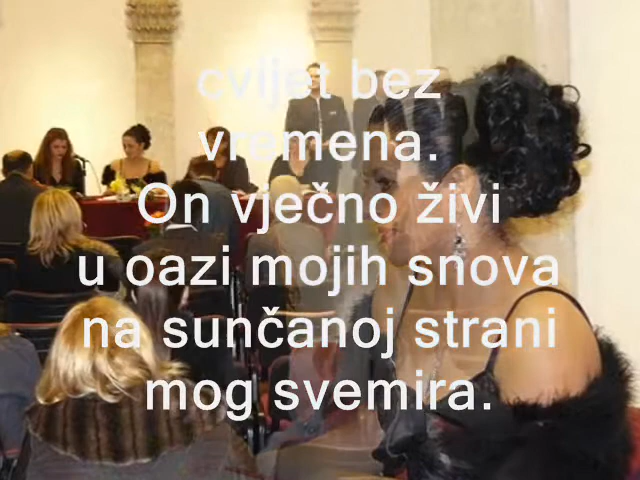 cvijet bez
vremena.
On vječno živi
u oazi mojih snova
na sunčanoj strani
mog svemira.